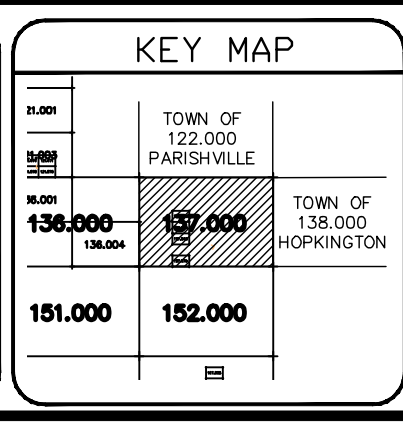 KEY MAP
21.001
TOWN OF
122.000
PARISHVILLE
36.001
136.000
136.004
137.000
TOWN OF
138.000
HOPKINGTON
151.000
152.000